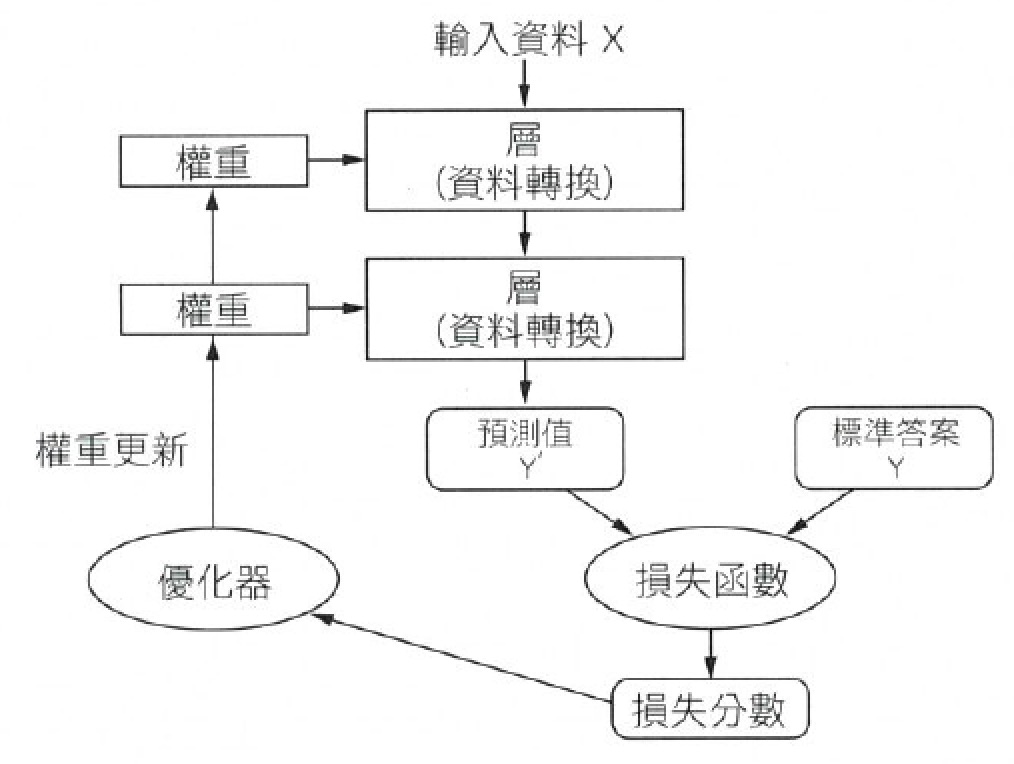 輸入資料 X
權重
層
(資料轉換)
權重
層
(資料轉換)
權重更新
預測值
Y'
標準答案
Y
優化器
損失函數
損失分數